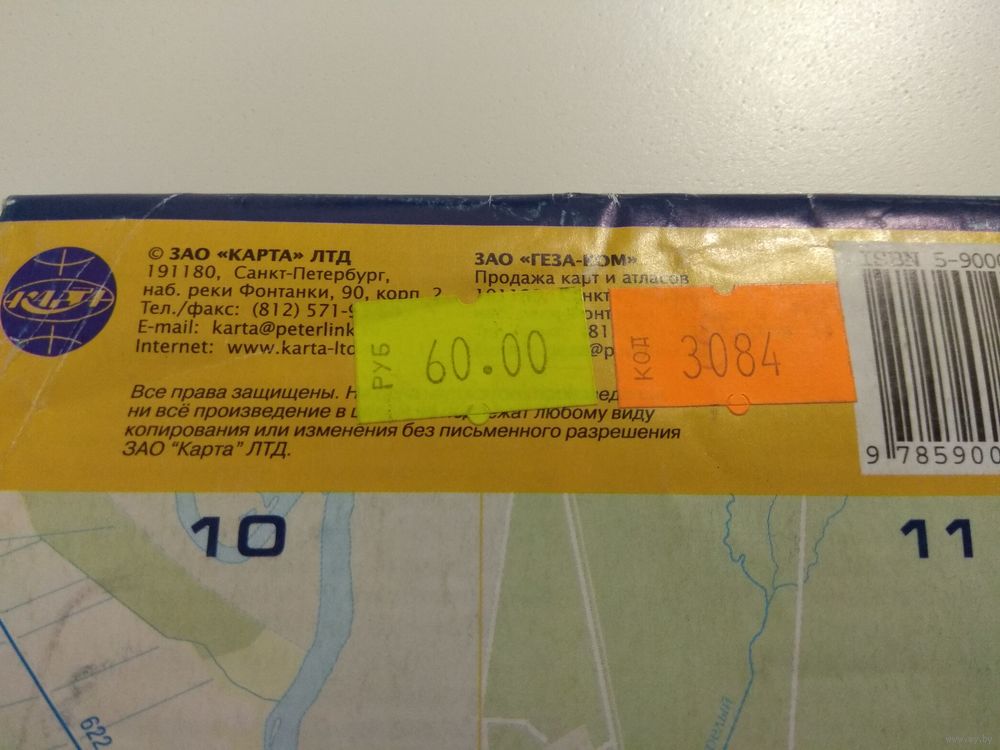 © ЗАО «КАРТА» ЛТД
191180, Санкт-Петербург,
наб. реки Фонтанки, 90, корп. 2
Тел./факс: (812) 571-
E-mail: karta@peterlink
Internet: www.karta-ltd
КАРТА
ЗАО «ГЕЗА-КОМ»
Продажа карт и атласов
РУБ 60.00
КОД 3084
ISBN 5-900
9 785900
Все права защищены.
ни всё произведение в любому виду
копирования или изменения без письменного разрешения
ЗАО "Карта" ЛТД.
10
11
622